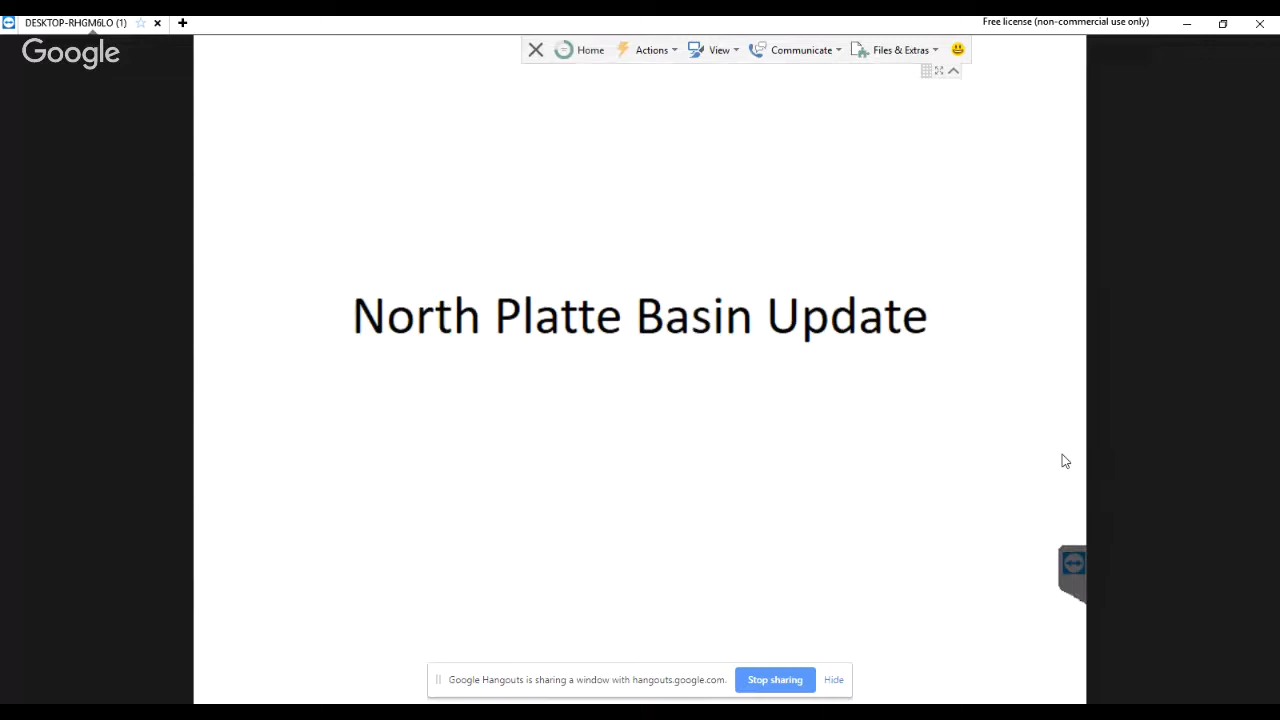 DESKTOP-RHGM6LO (1)
Free license (non-commercial use only)
Google
Home Actions View Communicate Files & Extras
North Platte Basin Update
Google Hangouts is sharing a window with hangouts.google.com. Stop sharing Hide